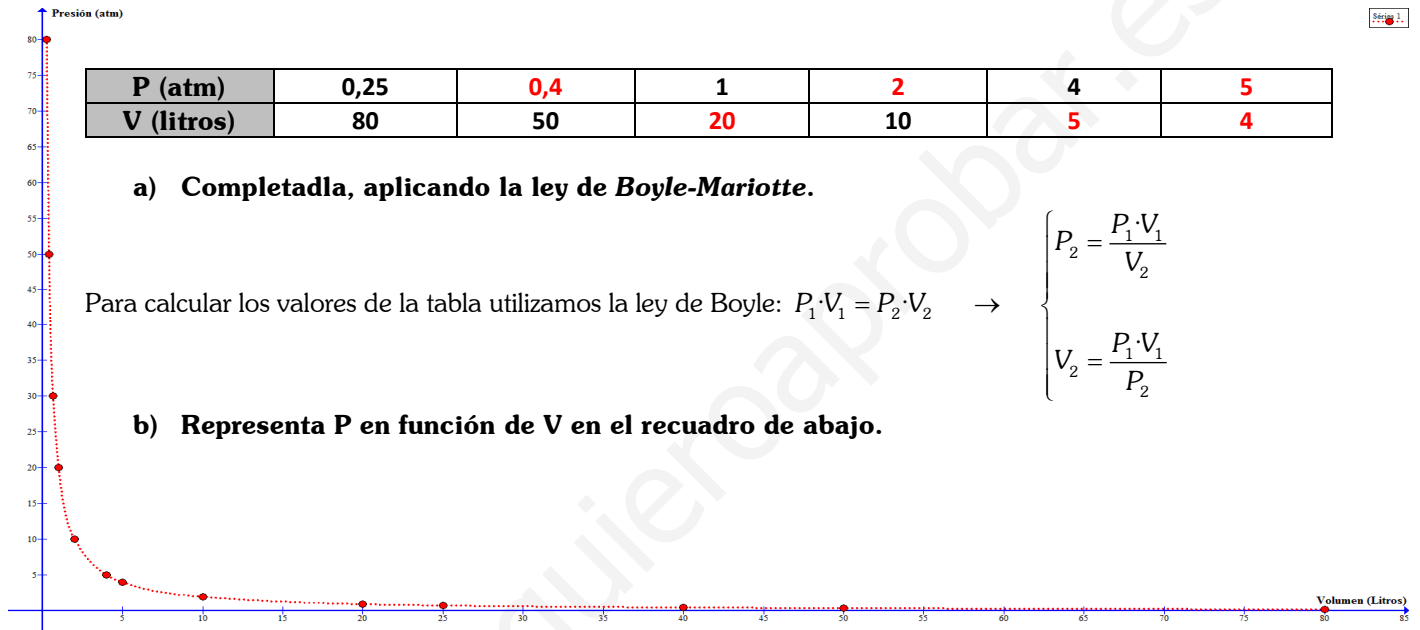 Presión (atm)
Série 1
80
75
P (atm) 0,25 0,4 1 2 4 5
70
V (litros) 80 50 20 10 5 4
65
60
a) Completadla, aplicando la ley de Boyle-Mariotte.
55
50
45
Para calcular los valores de la tabla utilizamos la ley de Boyle: P₁·V₁ = P₂·V₂ → { P₂ = P₁·V₁ / V₂
V₂ = P₁·V₁ / P₂
40
35
30
b) Representa P en función de V en el recuadro de abajo.
25
20
15
10
5
Volumen (Litros)
5 10 15 20 25 30 35 40 45 50 55 60 65 70 75 80 85
quieroaprobar.es